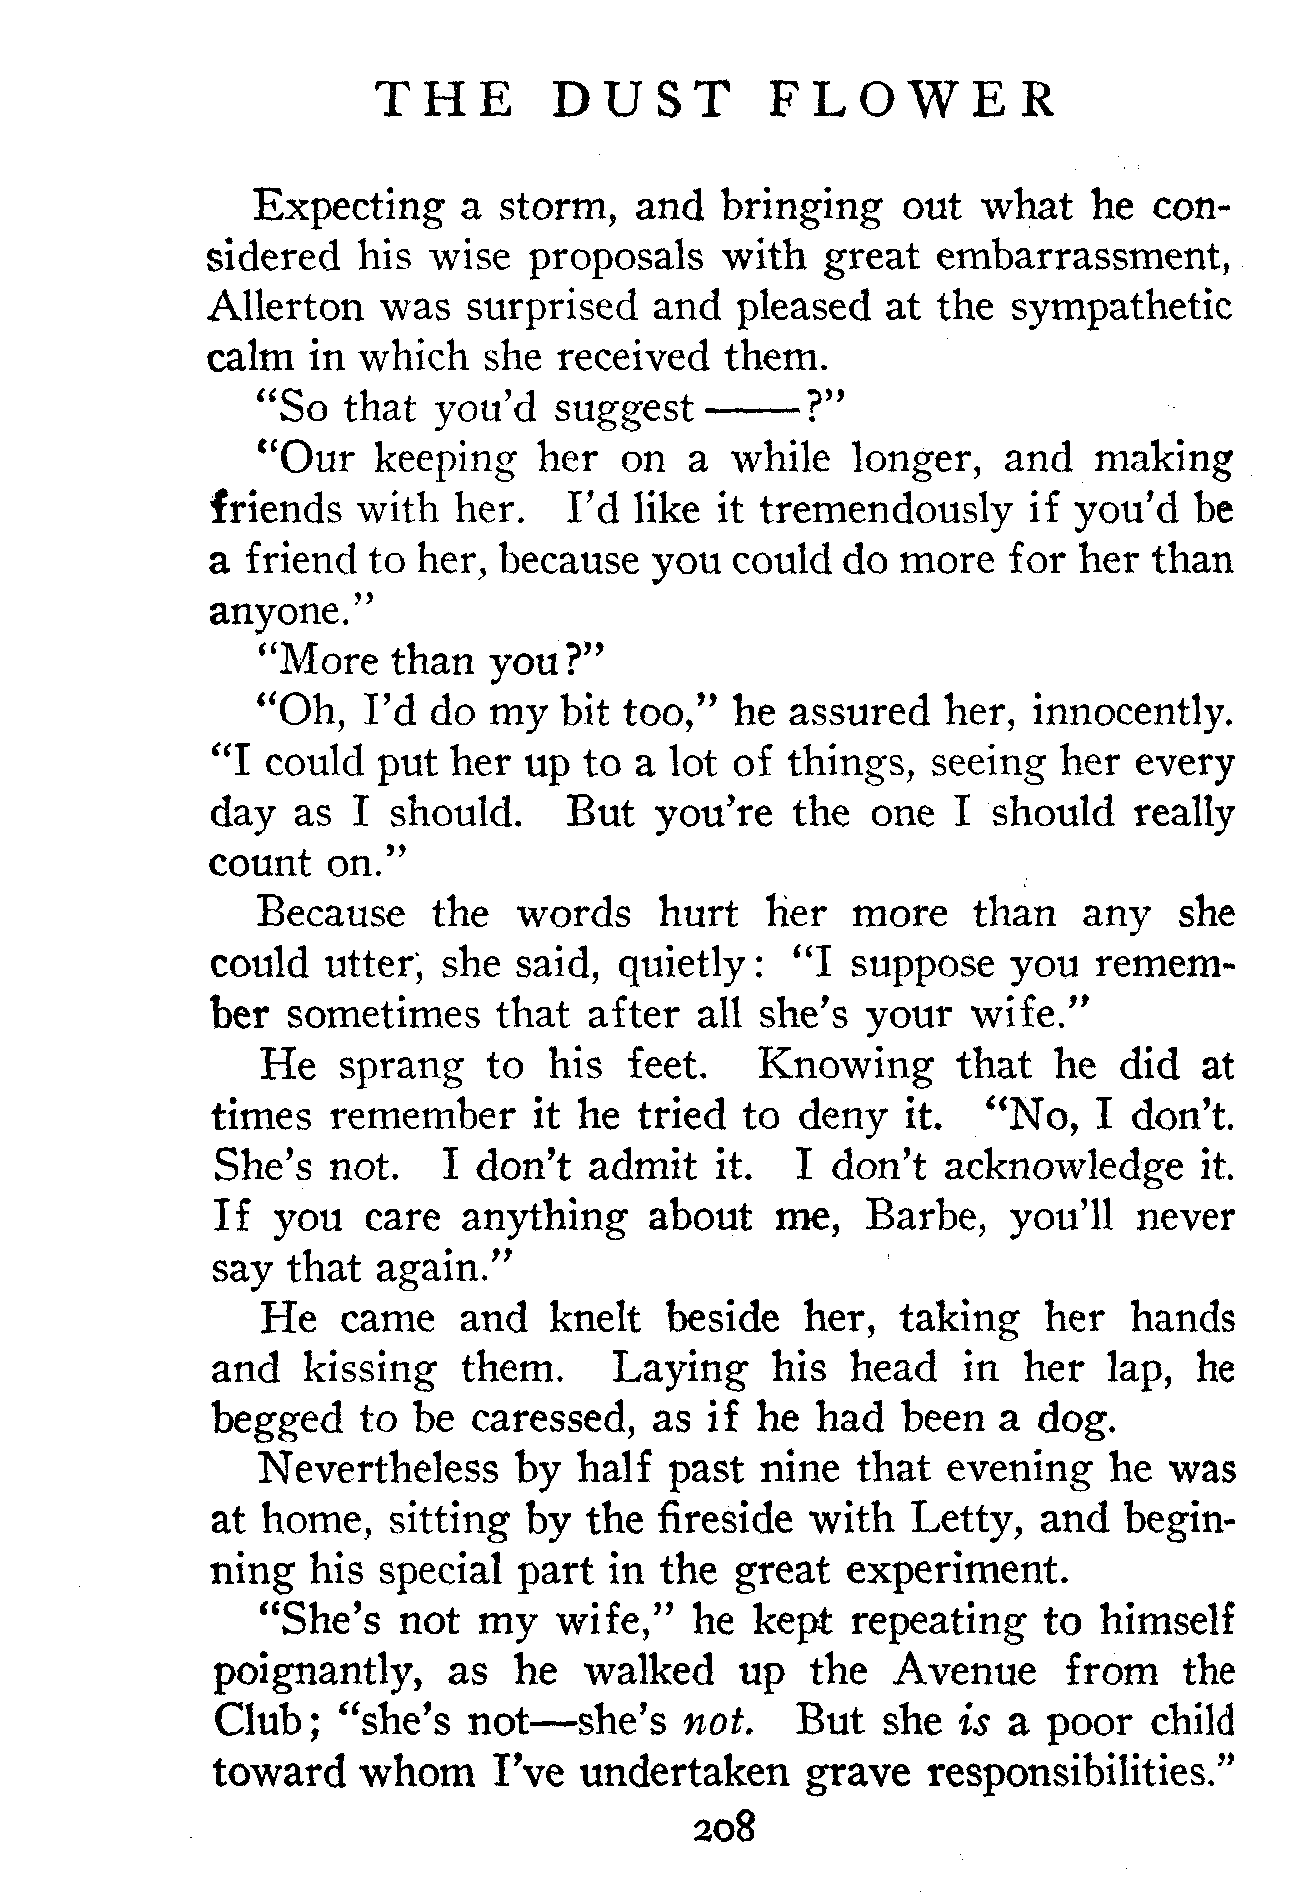 THE DUST FLOWER
Expecting a storm, and bringing out what he con-
sidered his wise proposals with great embarrassment,
Allerton was surprised and pleased at the sympathetic
calm in which she received them.
“So that you’d suggest ——?”
“Our keeping her on a while longer, and making
friends with her. I’d like it tremendously if you’d be
a friend to her, because you could do more for her than
anyone.”
“More than you?”
“Oh, I’d do my bit too,” he assured her, innocently.
“I could put her up to a lot of things, seeing her every
day as I should. But you’re the one I should really
count on.”
Because the words hurt her more than any she
could utter, she said, quietly: “I suppose you remem-
ber sometimes that after all she’s your wife.”
He sprang to his feet. Knowing that he did at
times remember it he tried to deny it. “No, I don’t.
She’s not. I don’t admit it. I don’t acknowledge it.
If you care anything about me, Barbe, you’ll never
say that again.”
He came and knelt beside her, taking her hands
and kissing them. Laying his head in her lap, he
begged to be caressed, as if he had been a dog.
Nevertheless by half past nine that evening he was
at home, sitting by the fireside with Letty, and begin-
ning his special part in the great experiment.
“She’s not my wife,” he kept repeating to himself
poignantly, as he walked up the Avenue from the
Club; “she’s not—she’s not. But she is a poor child
toward whom I’ve undertaken grave responsibilities.”
208